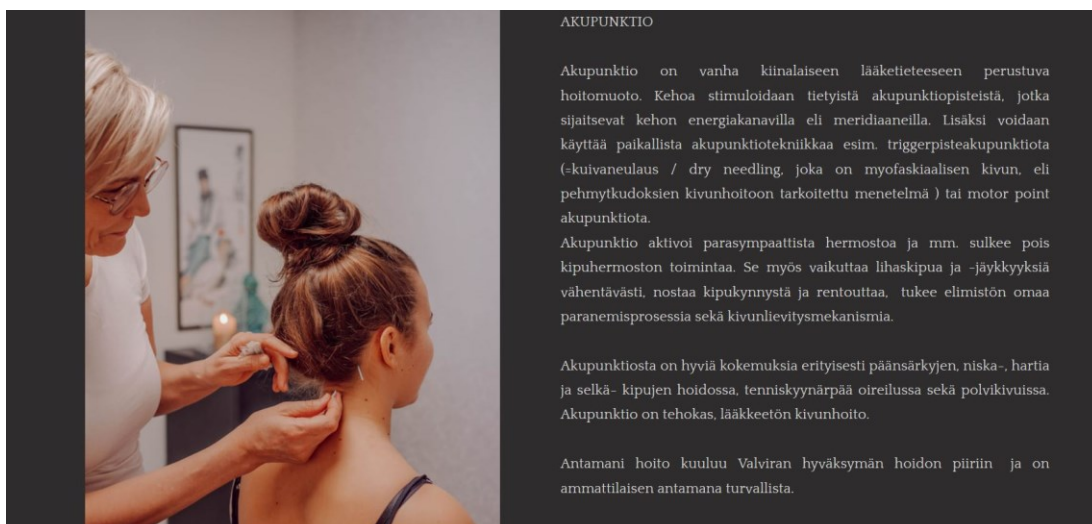 AKUPUNKTIO
Akupunktio on vanha kiinalaiseen lääketieteeseen perustuva
hoitomuoto. Kehoa stimuloidaan tietyistä akupunktiopisteistä, jotka
sijaitsevat kehon energiakanavilla eli meridiaaneilla. Lisäksi voidaan
käyttää paikallista akupunktiotekniikkaa esim. triggerpisteakupunktiota
(=kuivaneulaus / dry needling, joka on myofaskiaalisen kivun, eli
pehmytkudoksien kivunhoitoon tarkoitettu menetelmä ) tai motor point
akupunktiota.
Akupunktio aktivoi parasympaattista hermostoa ja mm. sulkee pois
kipuhermoston toimintaa. Se myös vaikuttaa lihaskipua ja -jäykkyyksiä
vähentävästi, nostaa kipukynnystä ja rentouttaa, tukee elimistön omaa
paranemisprosessia sekä kivunlievitysmekanismia.
Akupunktiosta on hyviä kokemuksia erityisesti päänsärkyjen, niska-, hartia
ja selkä- kipujen hoidossa, tenniskyynärpää oireilussa sekä polvikivuissa.
Akupunktio on tehokas, lääkkeetön kivunhoito.
Antamani hoito kuuluu Valviran hyväksymän hoidon piiriin ja on
ammattilaisen antamana turvallista.